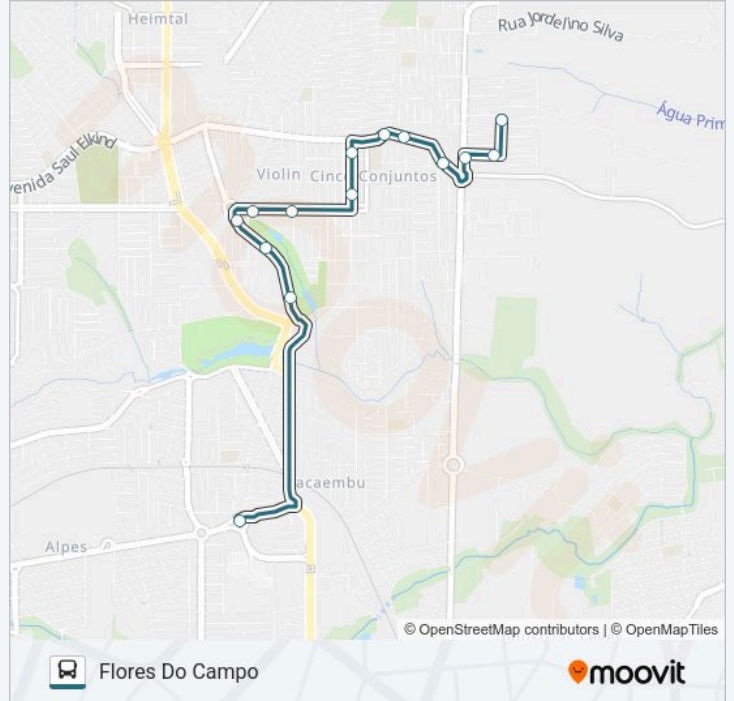 Heimtal
Rua Jordelino Silva
Água Prim
venida Saul Elkind
Violin
Cinco Conjuntos
acaembu
Alpes
© OpenStreetMap contributors | © OpenMapTiles
Flores Do Campo
moovit